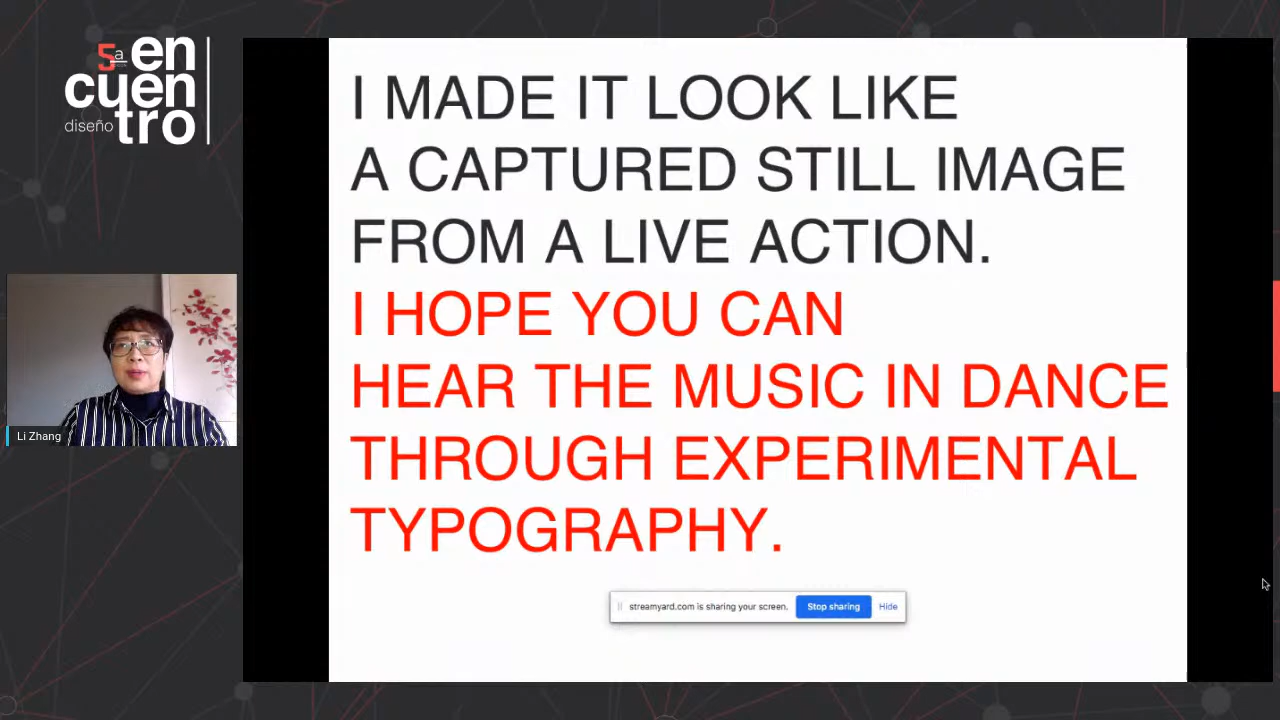 5a en
cuen
diseño tro
I MADE IT LOOK LIKE
A CAPTURED STILL IMAGE
FROM A LIVE ACTION.
I HOPE YOU CAN
HEAR THE MUSIC IN DANCE
THROUGH EXPERIMENTAL
TYPOGRAPHY.
Li Zhang
streamyard.com is sharing your screen. Stop sharing Hide